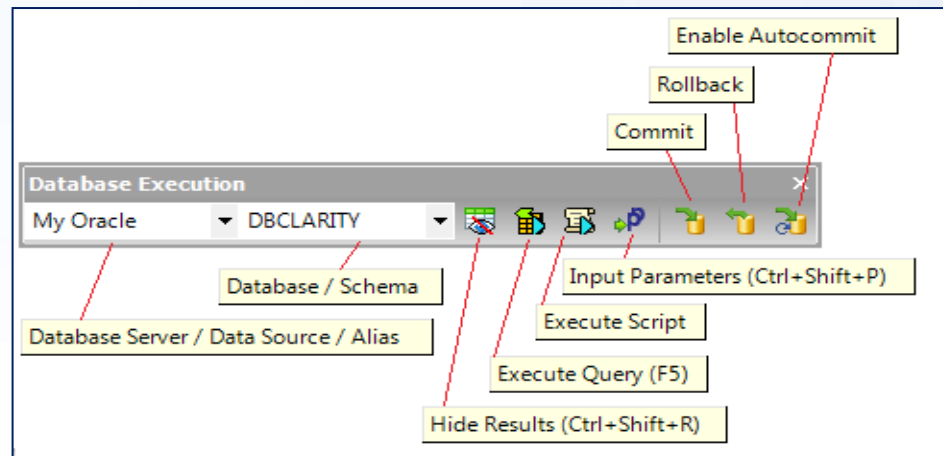 Enable Autocommit
Rollback
Commit
Database Execution
My Oracle DBCLARITY
Input Parameters (Ctrl+Shift+P)
Database / Schema
Execute Script
Database Server / Data Source / Alias
Execute Query (F5)
Hide Results (Ctrl+Shift+R)